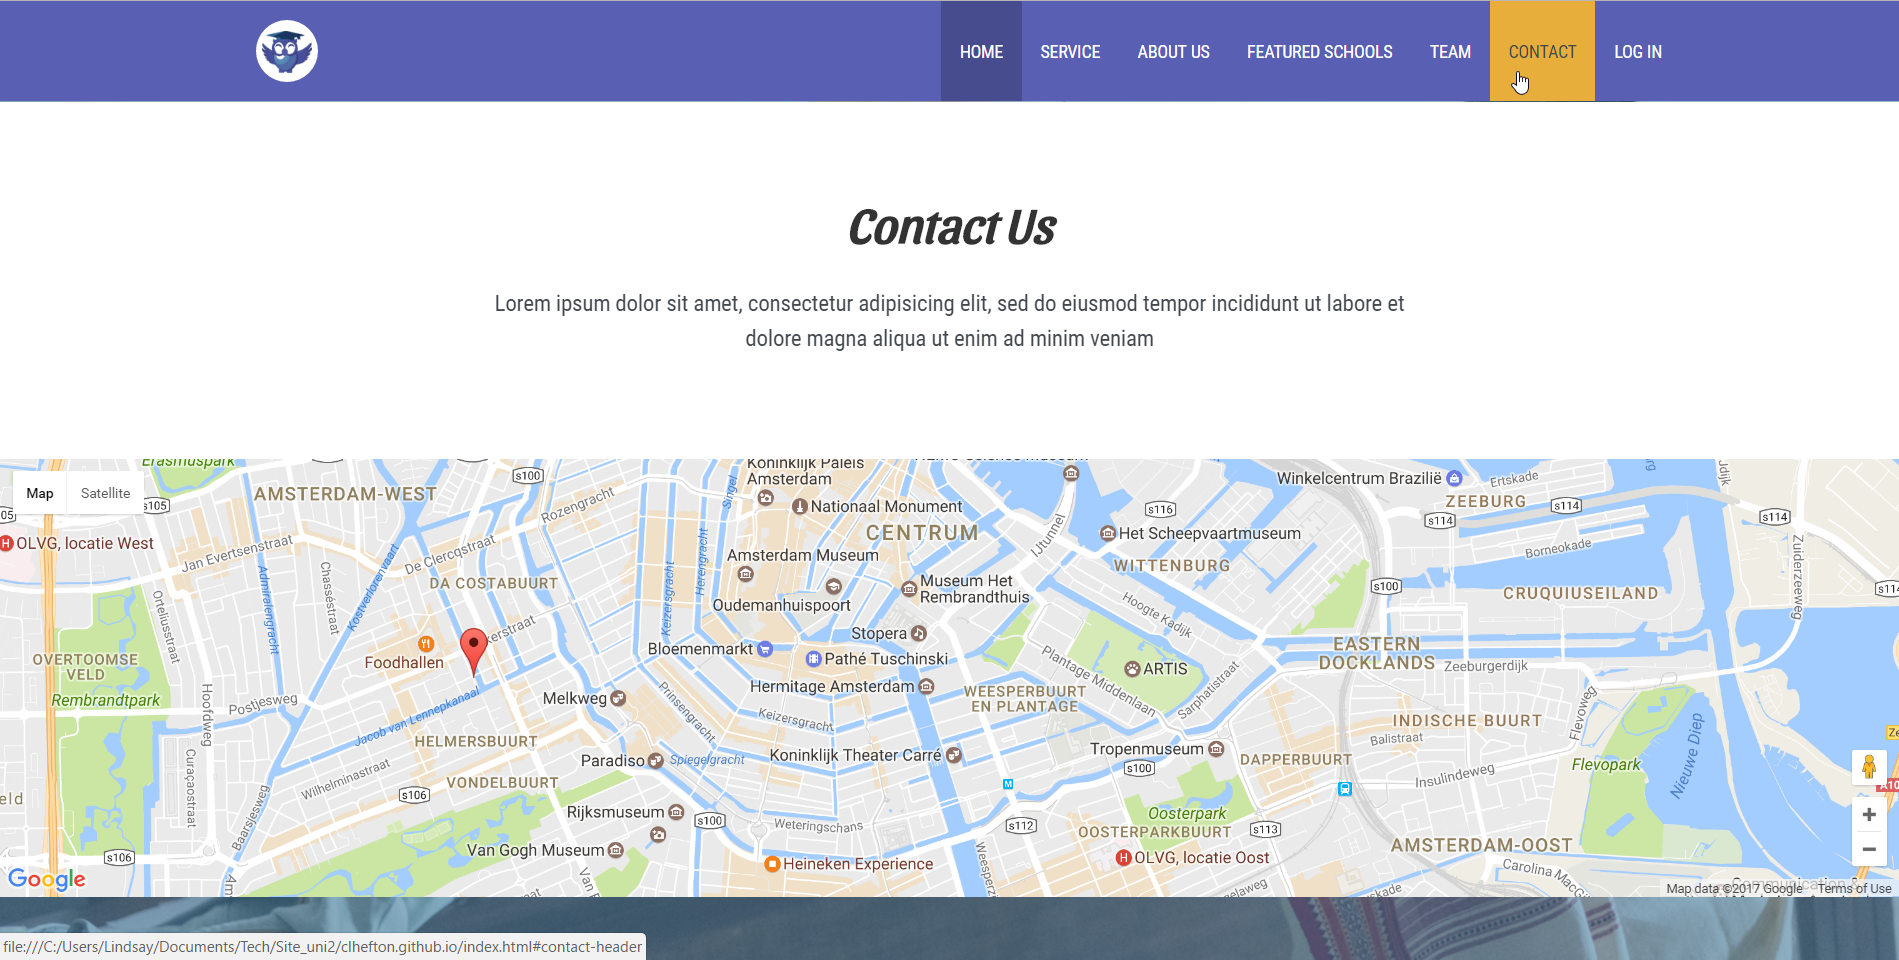 HOME SERVICE ABOUT US FEATURED SCHOOLS TEAM CONTACT LOG IN
Contact Us
Lorem ipsum dolor sit amet, consectetur adipisicing elit, sed do eiusmod tempor incididunt ut labore et
dolore magna aliqua ut enim ad minim veniam
Map Satellite
Erasmuspark
s100
Koninklijk Paleis
Amsterdam
Winkelcentrum Brazilië
Ertskade
AMSTERDAM-WEST
Rozengracht
Singel
Nationaal Monument
s116
ZEEBURG
s114
s105
CENTRUM
IJtunnel
Het Scheepvaartmuseum
s114
s114
OLVG, locatie West
Jan Evertsenstraat
De Clercqstraat
Borneokade
Zuiderzeeweg
Amsterdam Museum
WITTENBURG
Admiralengracht
Chasséstraat
Kostverlorenvaart
DA COSTABUURT
Keizersgracht
Herengracht
Museum Het
Rembrandthuis
s100
CRUQUIUSEILAND
Oudemanhuispoort
Hoogte Kadijk
Orteliusstraat
kerstraat
Stopera
EASTERN
DOCKLANDS
Zeeburgerdijk
Foodhallen
Bloemenmarkt
Pathé Tuschinski
Plantage Middenlaan
ARTIS
OVERTOOMSE
VELD
Rembrandtpark
Hoofdweg
Postjesweg
Melkweg
Prinsengracht
Hermitage Amsterdam
WEESPERBUURT
EN PLANTAGE
Sarphatistraat
Flevoweg
Jacob van Lennepkanaal
Keizersgracht
INDISCHE BUURT
Balistraat
Nieuwe Diep
HELMERSBUURT
Curaçaostraat
Paradiso
Spiegelgracht
Koninklijk Theater Carré
Tropenmuseum
s100
DAPPERBUURT
Insulindeweg
Flevopark
Wilhelminastraat
VONDELBUURT
s106
Baarsjesweg
Rijksmuseum
s100
Weteringschans
s112
Oosterpark
OOSTERPARKBUURT
s113
AMSTERDAM-OOST
Van Gogh Museum
s106
Heineken Experience
OLVG, locatie Oost
Carolina MacG
Google
Map data ©2017 Google Terms of Use
file:///C:/Users/Lindsay/Documents/Tech/Site_uni2/clhefton.github.io/index.html#contact-header